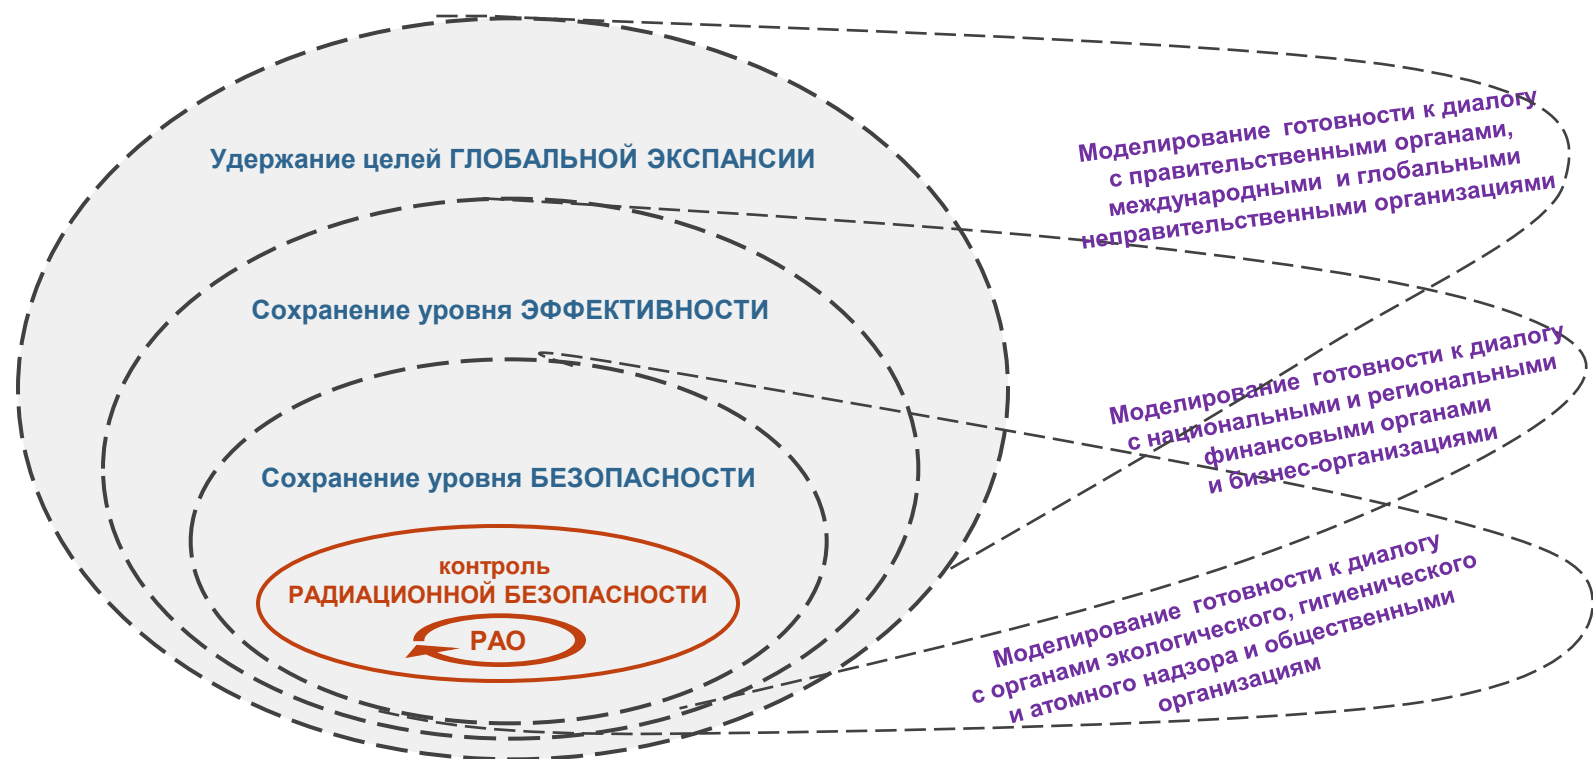 Удержание целей ГЛОБАЛЬНОЙ ЭКСПАНСИИ
Сохранение уровня ЭФФЕКТИВНОСТИ
Сохранение уровня БЕЗОПАСНОСТИ
контроль
РАДИАЦИОННОЙ БЕЗОПАСНОСТИ
РАО
Моделирование готовности к диалогу
с правительственными органами,
международными и глобальными
неправительственными организациями
Моделирование готовности к диалогу
с национальными и региональными
финансовыми органами
и бизнес-организациями
Моделирование готовности к диалогу
с органами экологического, гигиенического
и атомного надзора и общественными
организациям